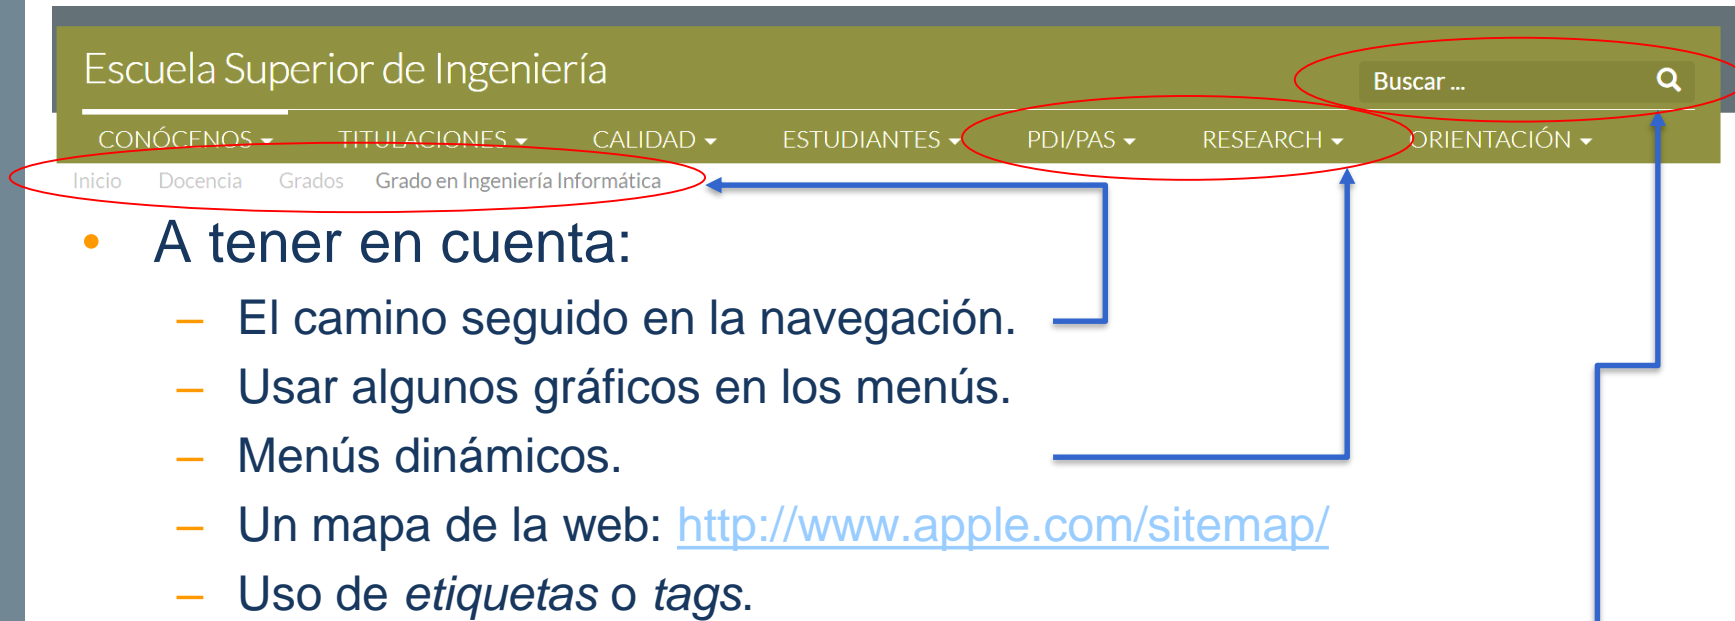 Escuela Superior de Ingeniería
Buscar ...
CONÓCENOS TITULACIONES CALIDAD ESTUDIANTES PDI/PAS RESEARCH ORIENTACIÓN
Inicio Docencia Grados Grado en Ingeniería Informática
• A tener en cuenta:
– El camino seguido en la navegación.
– Usar algunos gráficos en los menús.
– Menús dinámicos.
– Un mapa de la web: http://www.apple.com/sitemap/
– Uso de etiquetas o tags.